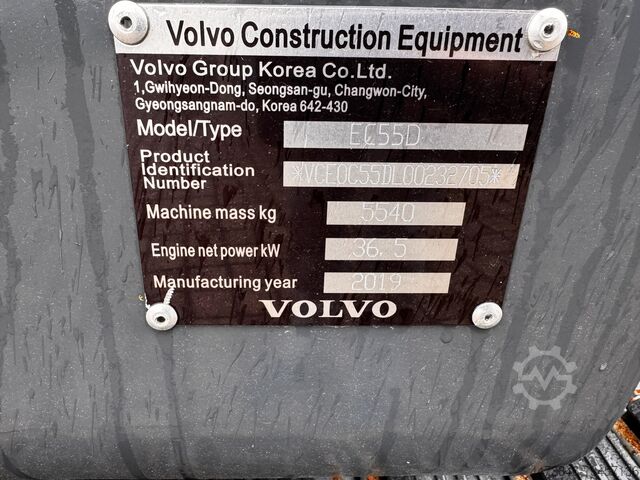 Volvo Construction Equipment
Volvo Group Korea Co.Ltd.
1,Gwihyeon-Dong, Seongsan-gu, Changwon-City,
Gyeongsangnam-do, Korea 642-430
Model/Type EC55D
Product
Identification
Number *VCE0C55DL00232705*
Machine mass kg 5540
Engine net power kW 36.5
Manufacturing year 2019
VOLVO